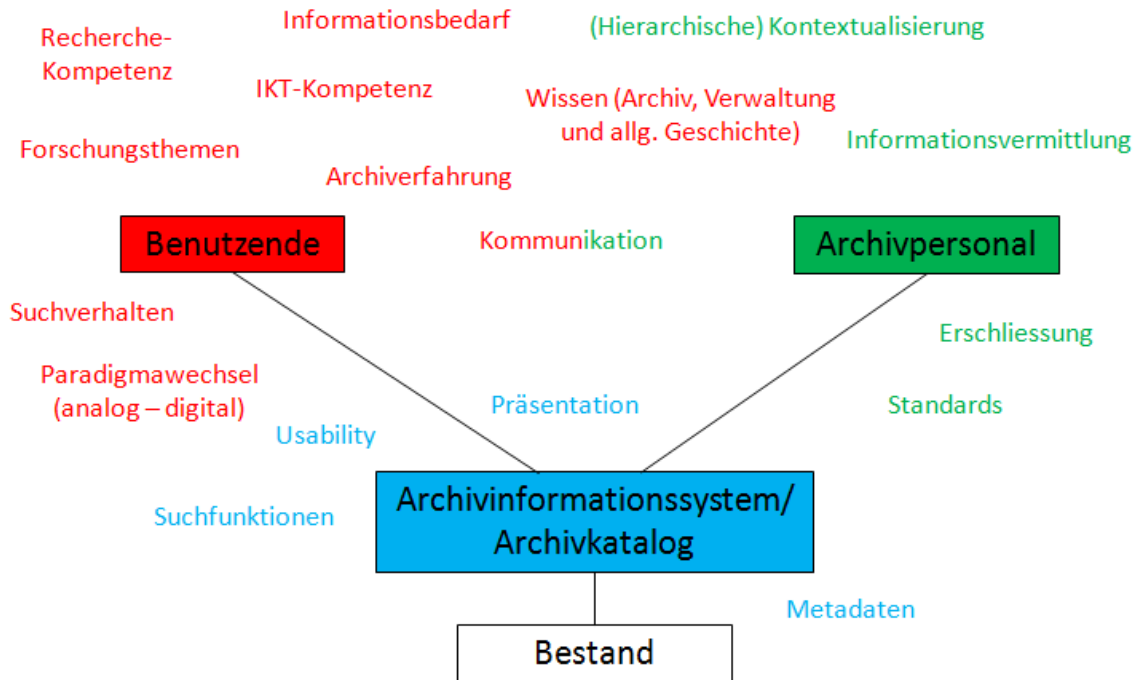 Informationsbedarf
(Hierarchische) Kontextualisierung
Recherche-
Kompetenz
IKT-Kompetenz
Wissen (Archiv, Verwaltung
und allg. Geschichte)
Informationsvermittlung
Forschungsthemen
Archiverfahrung
Benutzende
Kommunikation
Archivpersonal
Suchverhalten
Erschliessung
Paradigmawechsel
(analog – digital)
Präsentation
Standards
Usability
Suchfunktionen
Archivinformationssystem/
Archivkatalog
Metadaten
Bestand